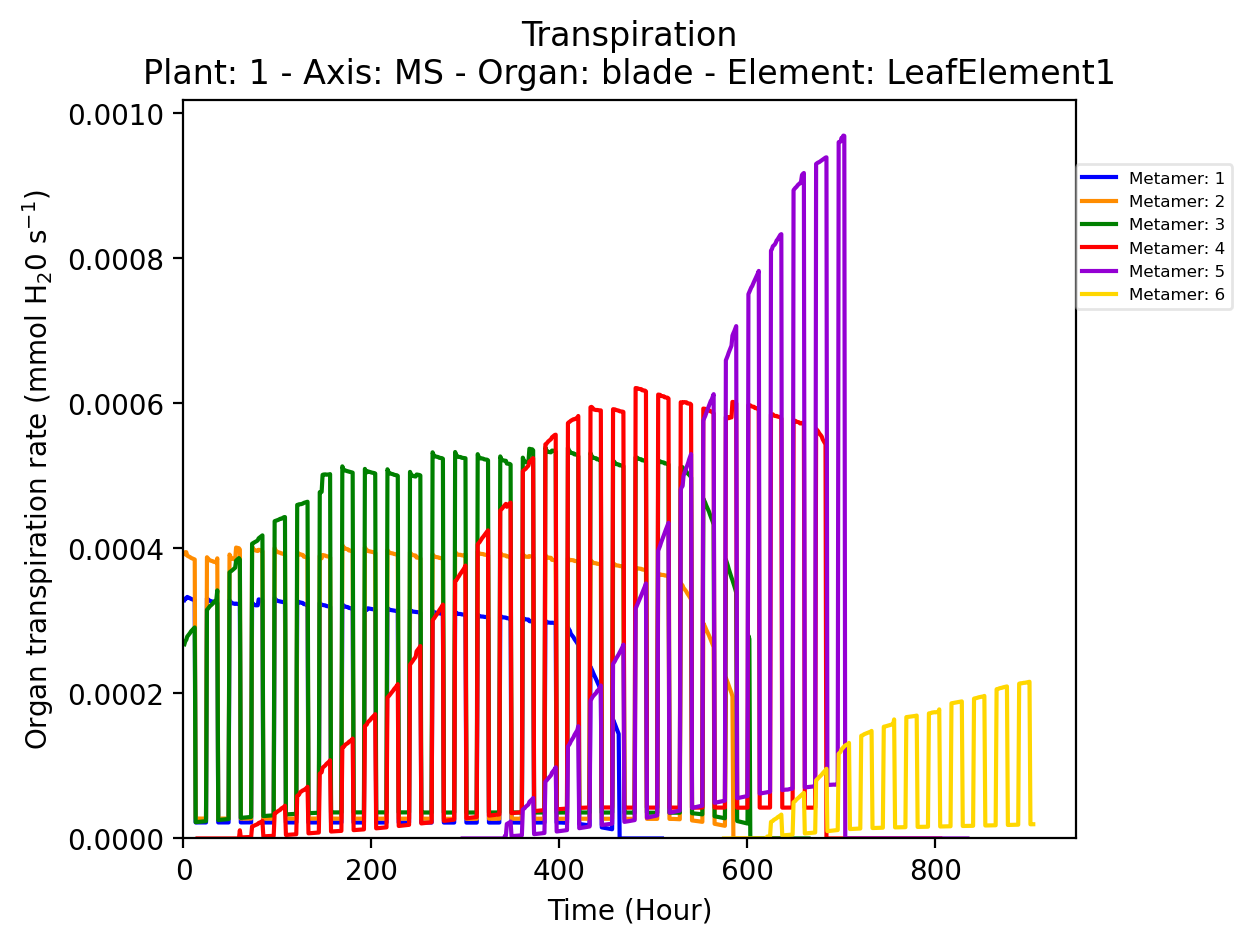 Transpiration
Plant: 1 - Axis: MS - Organ: blade - Element: LeafElement1
Organ transpiration rate (mmol H₂0 s⁻¹)
0.0010
0.0008
0.0006
0.0004
0.0002
0.0000
0 200 400 600 800
Time (Hour)
Metamer: 1
Metamer: 2
Metamer: 3
Metamer: 4
Metamer: 5
Metamer: 6